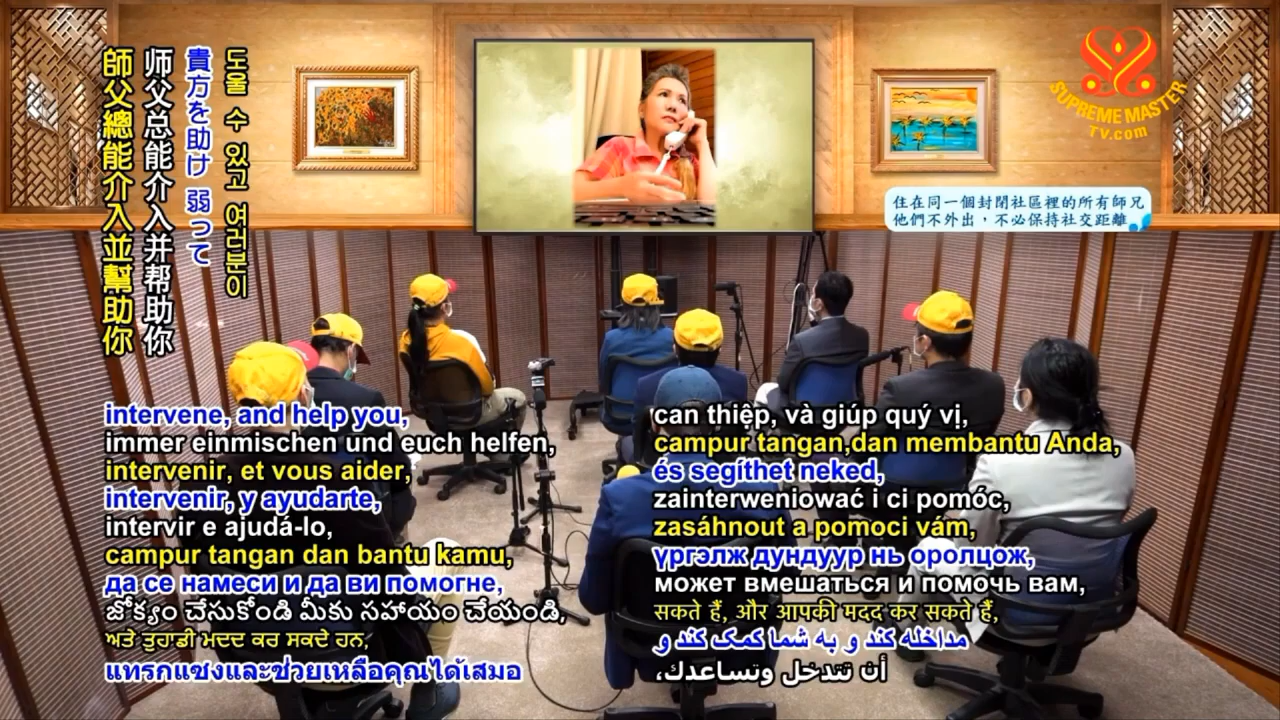 師父總能介入並幫助你
师父总能介入并帮助你
貴方を助け 弱って
도울 수 있고 여러분이
SUPREME MASTER
TV.com
住在同一個封閉社區裡的所有師兄
他們不外出，不必保持社交距離
intervene, and help you,
immer einmischen und euch helfen,
intervenir, et vous aider,
intervenir, y ayudarte,
intervir e ajudá-lo,
campur tangan dan bantu kamu,
да се намеси и да ви помогне,
జోక్యం చేసుకోండి మీకు సహాయం చేయండి,
ਅਤੇ ਤੁਹਾਡੀ ਮਦਦ ਕਰ ਸਕਦੇ ਹਨ,
แทรกแซงและช่วยเหลือคุณได้เสมอ
can thiệp, và giúp quý vị,
campur tangan,dan membantu Anda,
és segíthet neked,
zainterweniować i ci pomóc,
zasáhnout a pomoci vám,
үргэлж дундуур нь оролцож,
может вмешаться и помочь вам,
सकते हैं, और आपकी मदद कर सकते हैं,
مداخله کند و به شما کمک کند و
أن تتدخل وتساعدك،